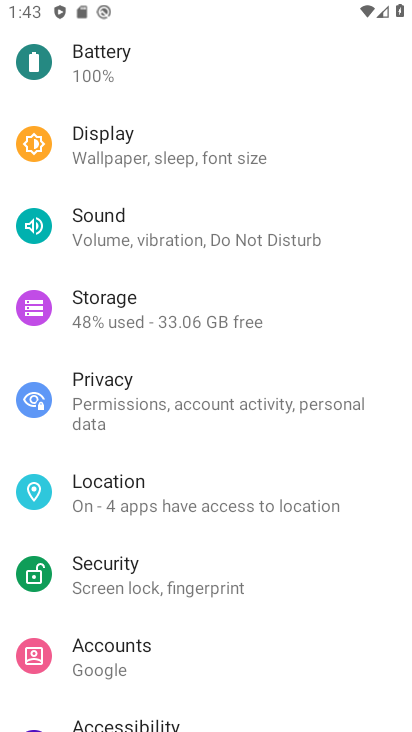 1:43
Battery
100%
Display
Wallpaper, sleep, font size
Sound
Volume, vibration, Do Not Disturb
Storage
48% used - 33.06 GB free
Privacy
Permissions, account activity, personal
data
Location
On - 4 apps have access to location
Security
Screen lock, fingerprint
Accounts
Google
Accessibility